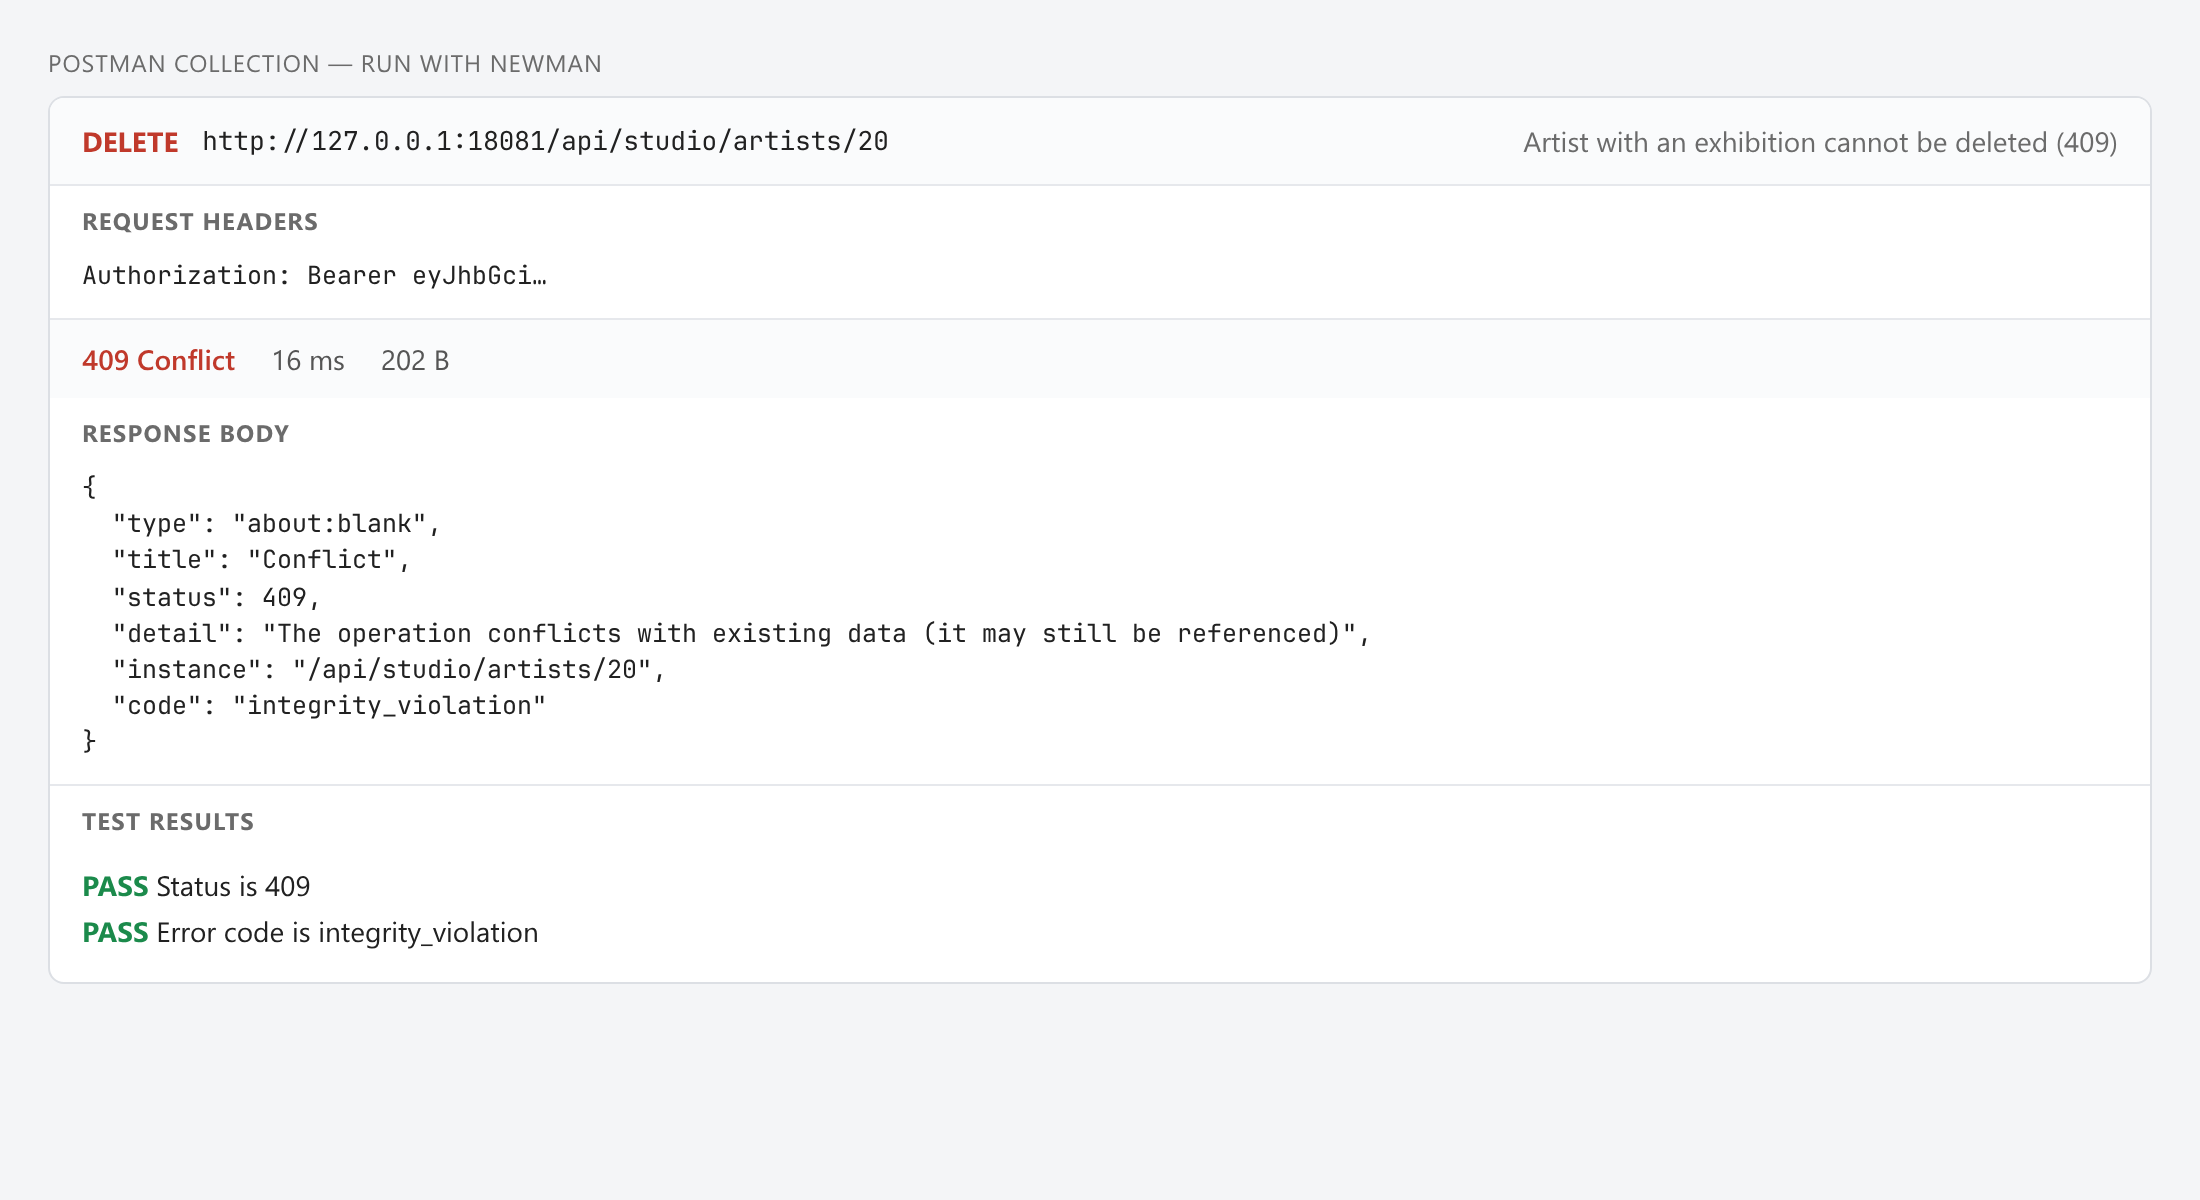 POSTMAN COLLECTION — RUN WITH NEWMAN
DELETE http://127.0.0.1:18081/api/studio/artists/20 Artist with an exhibition cannot be deleted (409)
REQUEST HEADERS
Authorization: Bearer eyJhbGci…
409 Conflict 16 ms 202 B
RESPONSE BODY
{
  "type": "about:blank",
  "title": "Conflict",
  "status": 409,
  "detail": "The operation conflicts with existing data (it may still be referenced)",
  "instance": "/api/studio/artists/20",
  "code": "integrity_violation"
}
TEST RESULTS
PASS Status is 409
PASS Error code is integrity_violation